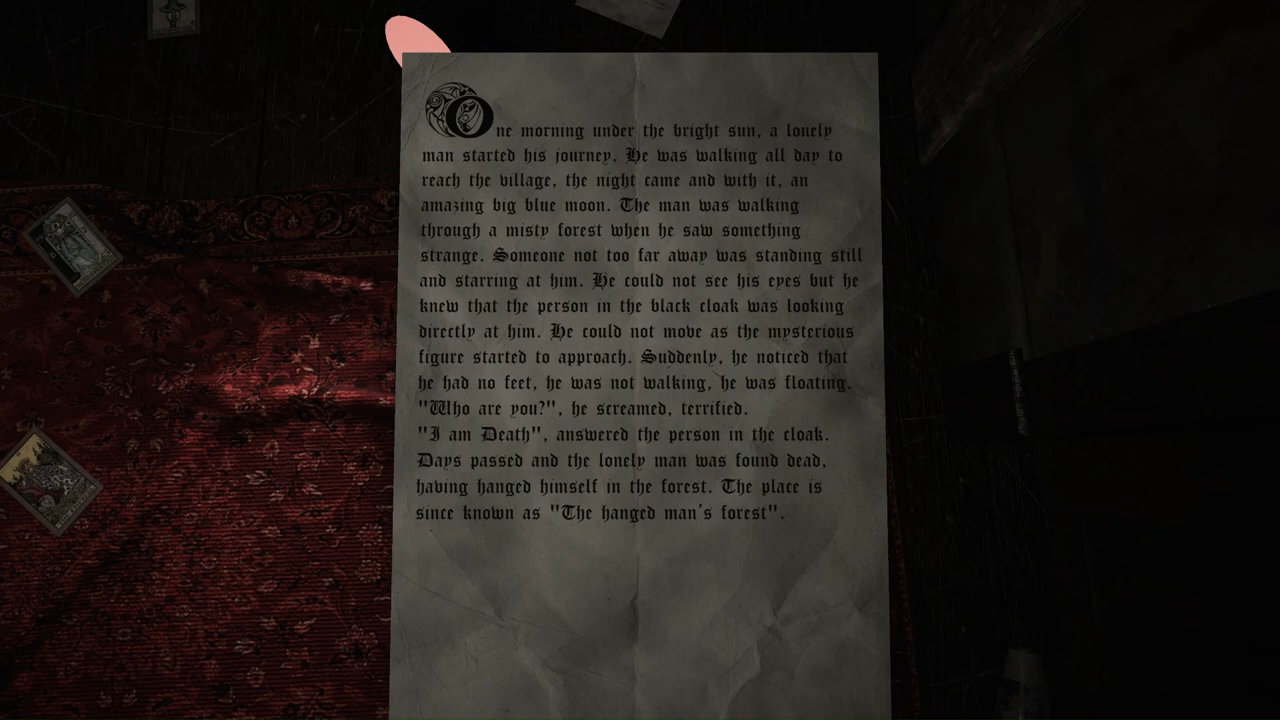 One morning under the bright sun, a lonely
man started his journey. He was walking all day to
reach the village, the night came and with it, an
amazing big blue moon. The man was walking
through a misty forest when he saw something
strange. Someone not too far away was standing still
and starring at him. He could not see his eyes but he
knew that the person in the black cloak was looking
directly at him. He could not move as the mysterious
figure started to approach. Suddenly, he noticed that
he had no feet, he was not walking, he was floating.
"Who are you?", he screamed, terrified.
"I am Death", answered the person in the cloak.
Days passed and the lonely man was found dead,
having hanged himself in the forest. The place is
since known as "The hanged man's forest".